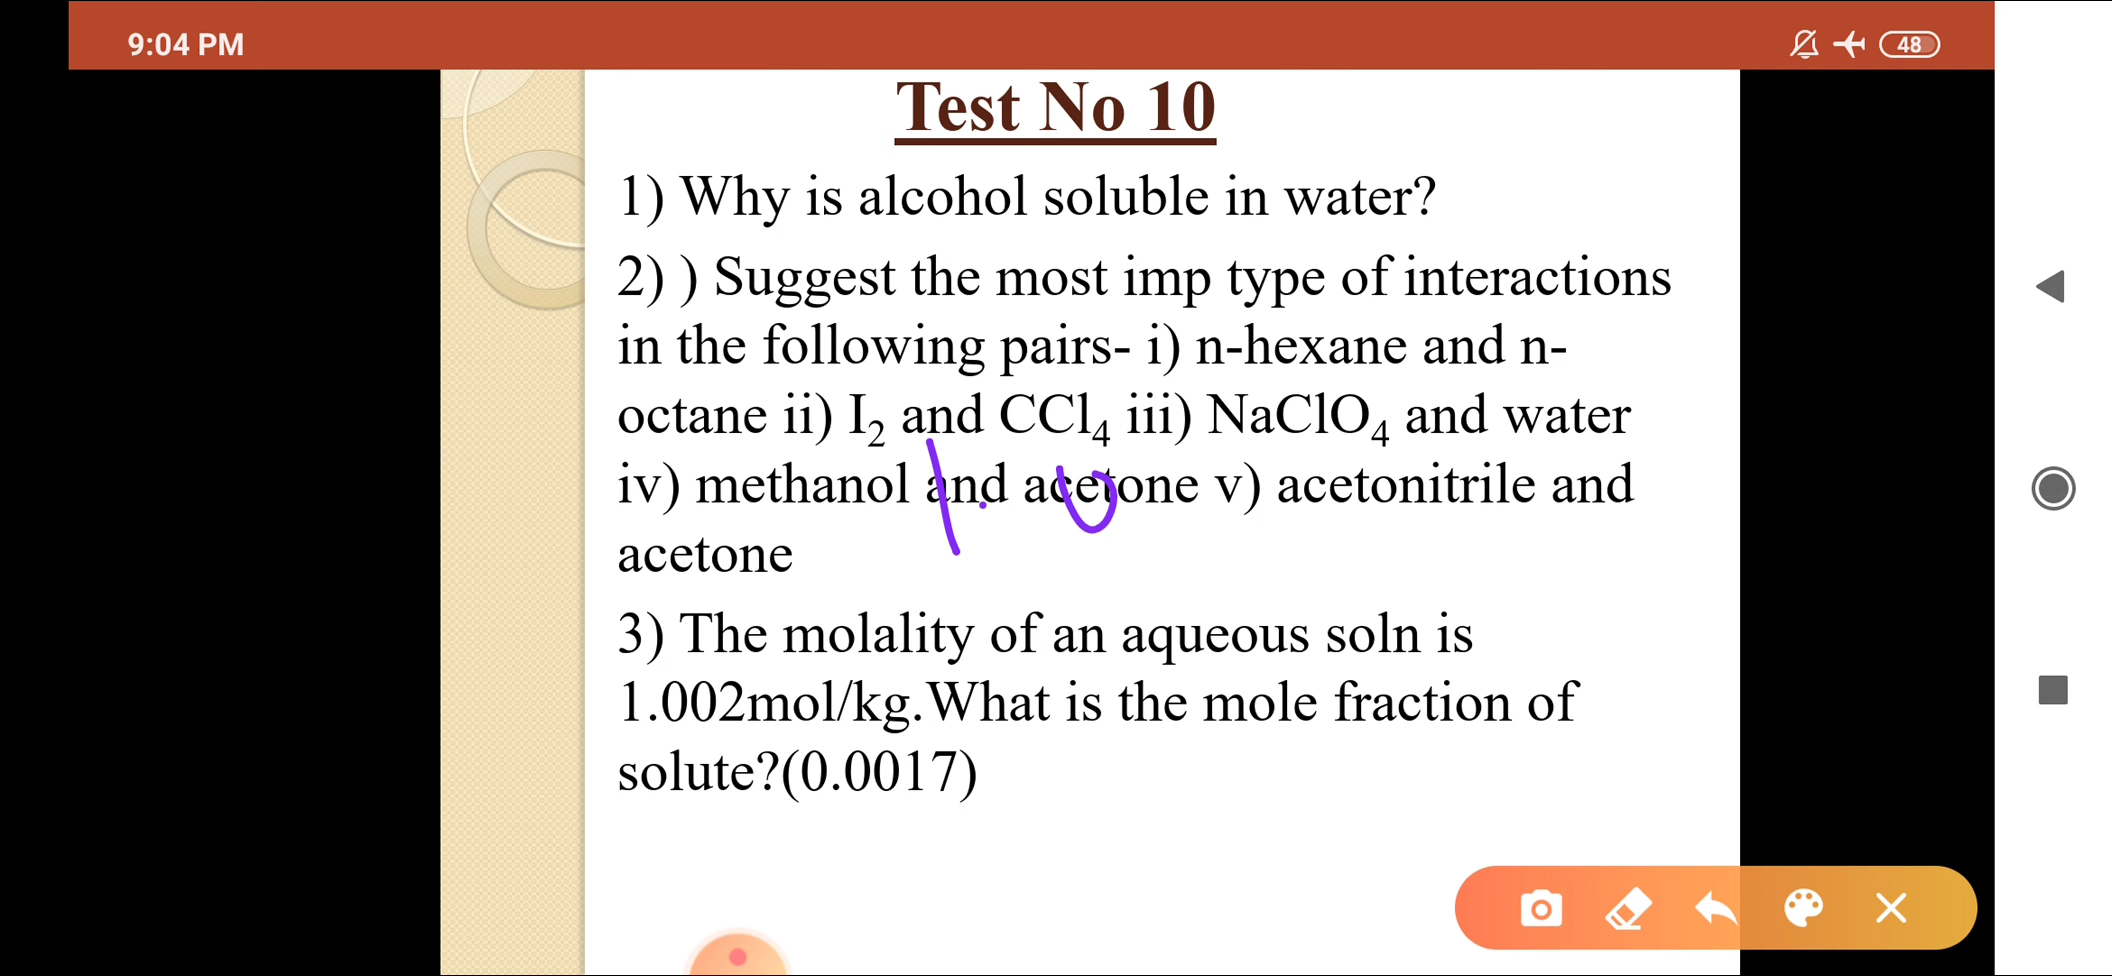 9:04 PM
48
Test No 10
1) Why is alcohol soluble in water?
2) ) Suggest the most imp type of interactions
in the following pairs- i) n-hexane and n-
octane ii) I₂ and CCl₄ iii) NaClO₄ and water
iv) methanol and acetone v) acetonitrile and
acetone
3) The molality of an aqueous soln is
1.002mol/kg.What is the mole fraction of
solute?(0.0017)